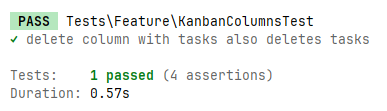 PASS Tests\Feature\KanbanColumnsTest
✓ delete column with tasks also deletes tasks
Tests: 1 passed (4 assertions)
Duration: 0.57s